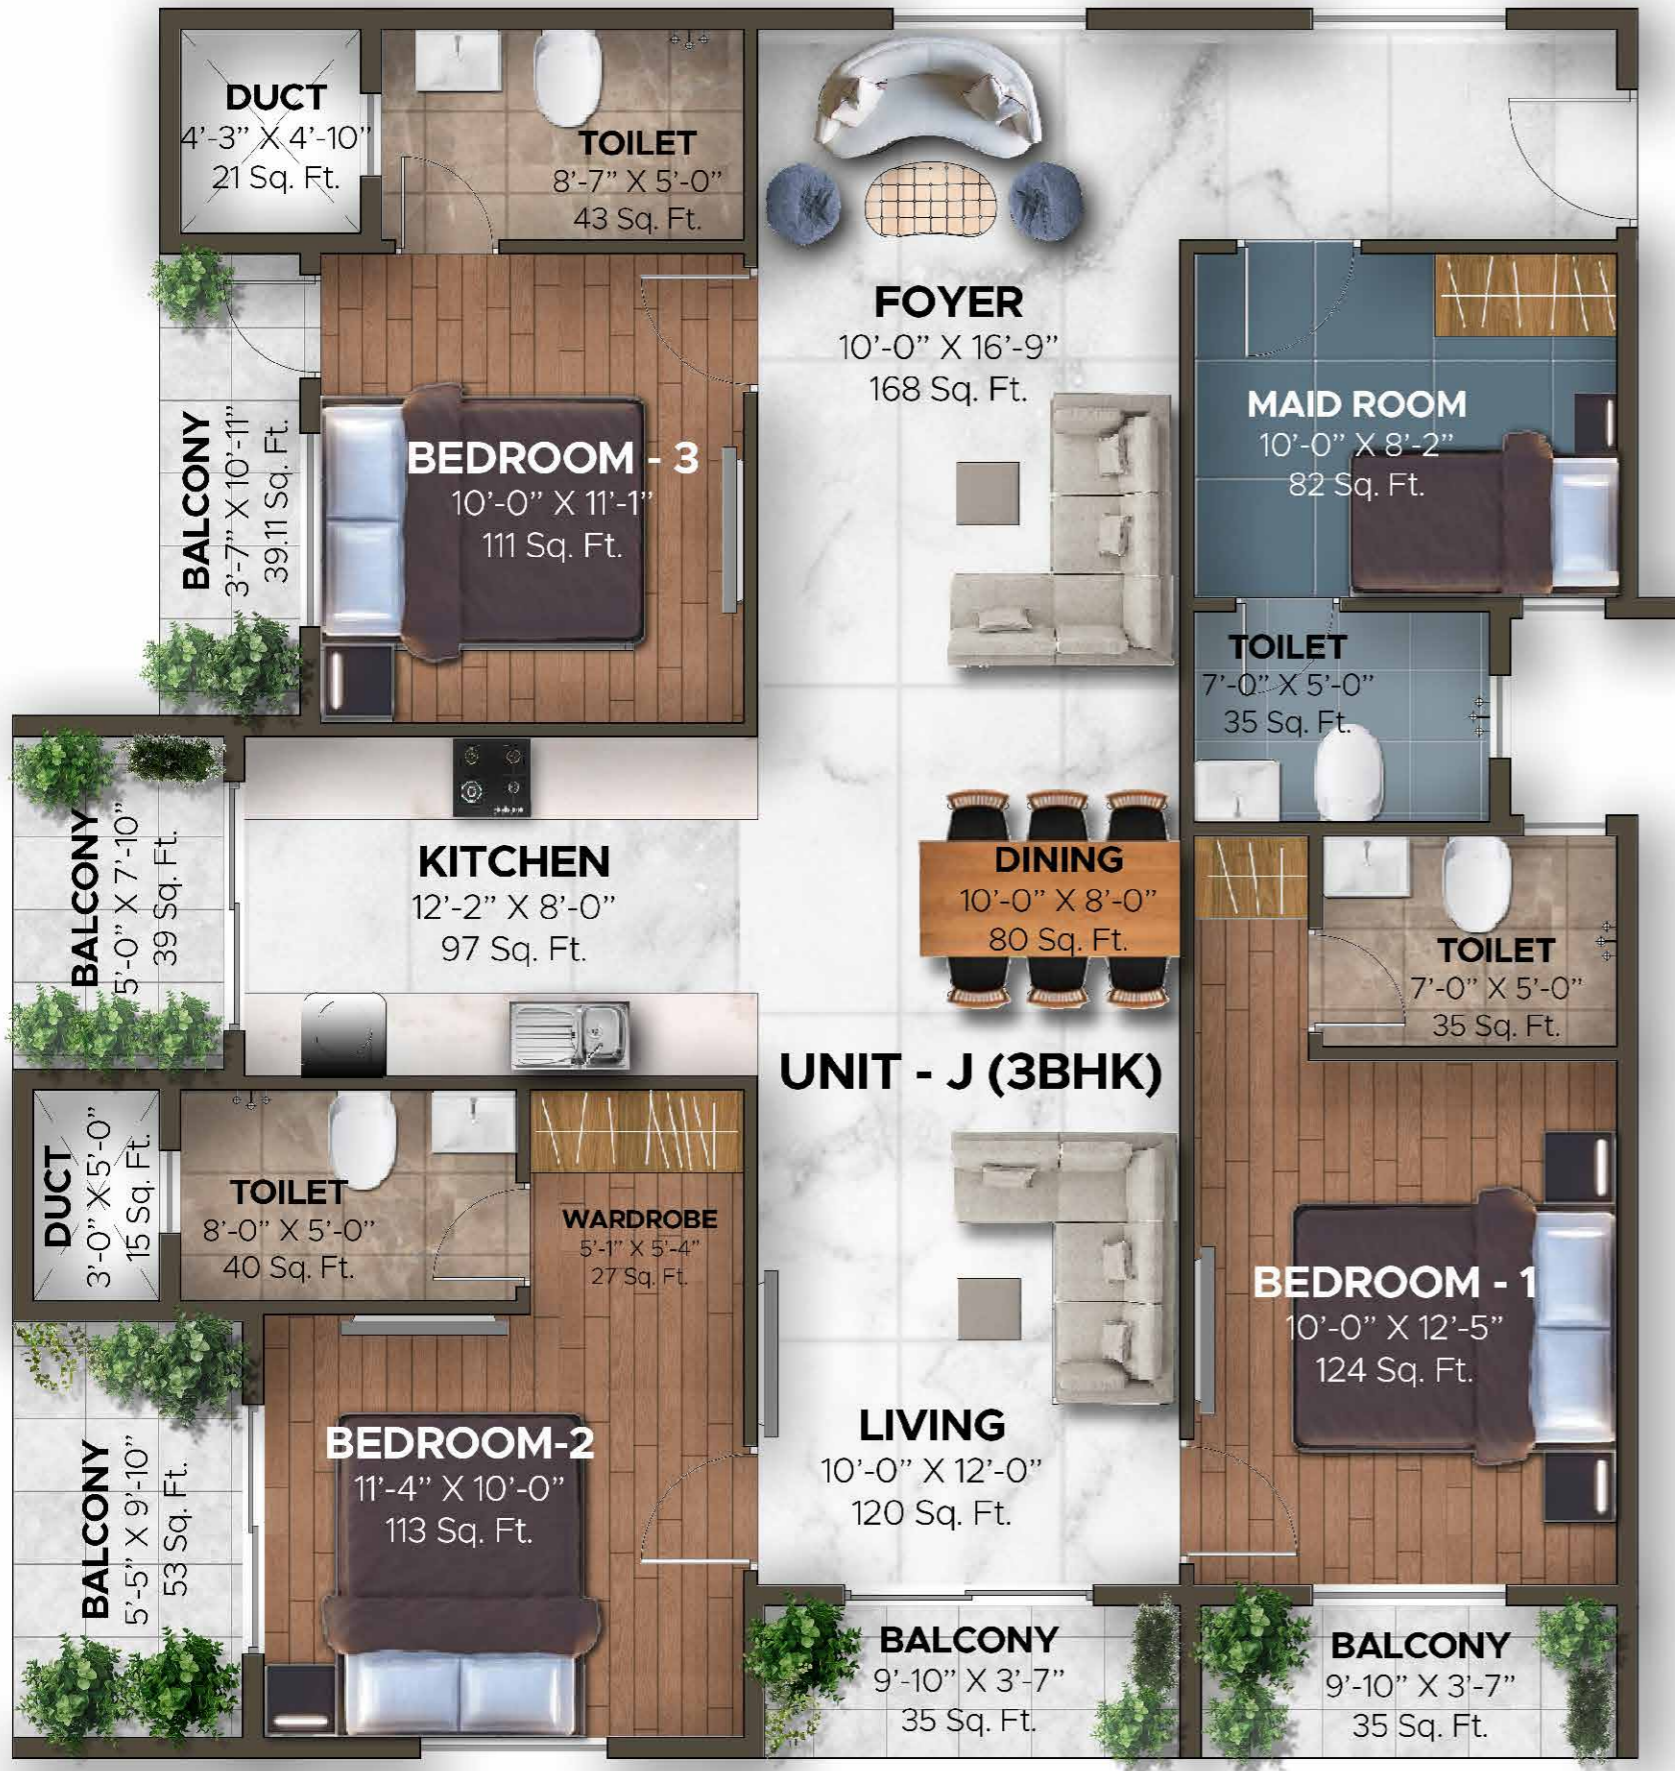 DUCT
4'-3” X 4'-10”
21 Sq. Ft.
TOILET
8'-7” X 5'-0”
43 Sq. Ft.
FOYER
10'-0” X 16'-9”
168 Sq. Ft.
MAID ROOM
10'-0” X 8'-2”
82 Sq. Ft.
BALCONY
3'-7” X 10'-11”
39.11 Sq. Ft.
BEDROOM - 3
10'-0” X 11'-1”
111 Sq. Ft.
TOILET
7'-0” X 5'-0”
35 Sq. Ft.
BALCONY
5'-0” X 7'-10”
39 Sq. Ft.
KITCHEN
12'-2” X 8'-0”
97 Sq. Ft.
DINING
10'-0” X 8'-0”
80 Sq. Ft.
TOILET
7'-0” X 5'-0”
35 Sq. Ft.
UNIT - J (3BHK)
DUCT
3'-0” X 5'-0”
15 Sq. Ft.
TOILET
8'-0” X 5'-0”
40 Sq. Ft.
WARDROBE
5'-1” X 5'-4”
27 Sq. Ft.
BEDROOM - 1
10'-0” X 12'-5”
124 Sq. Ft.
BALCONY
5'-5” X 9'-10”
53 Sq. Ft.
BEDROOM-2
11'-4” X 10'-0”
113 Sq. Ft.
LIVING
10'-0” X 12'-0”
120 Sq. Ft.
BALCONY
9'-10” X 3'-7”
35 Sq. Ft.
BALCONY
9'-10” X 3'-7”
35 Sq. Ft.